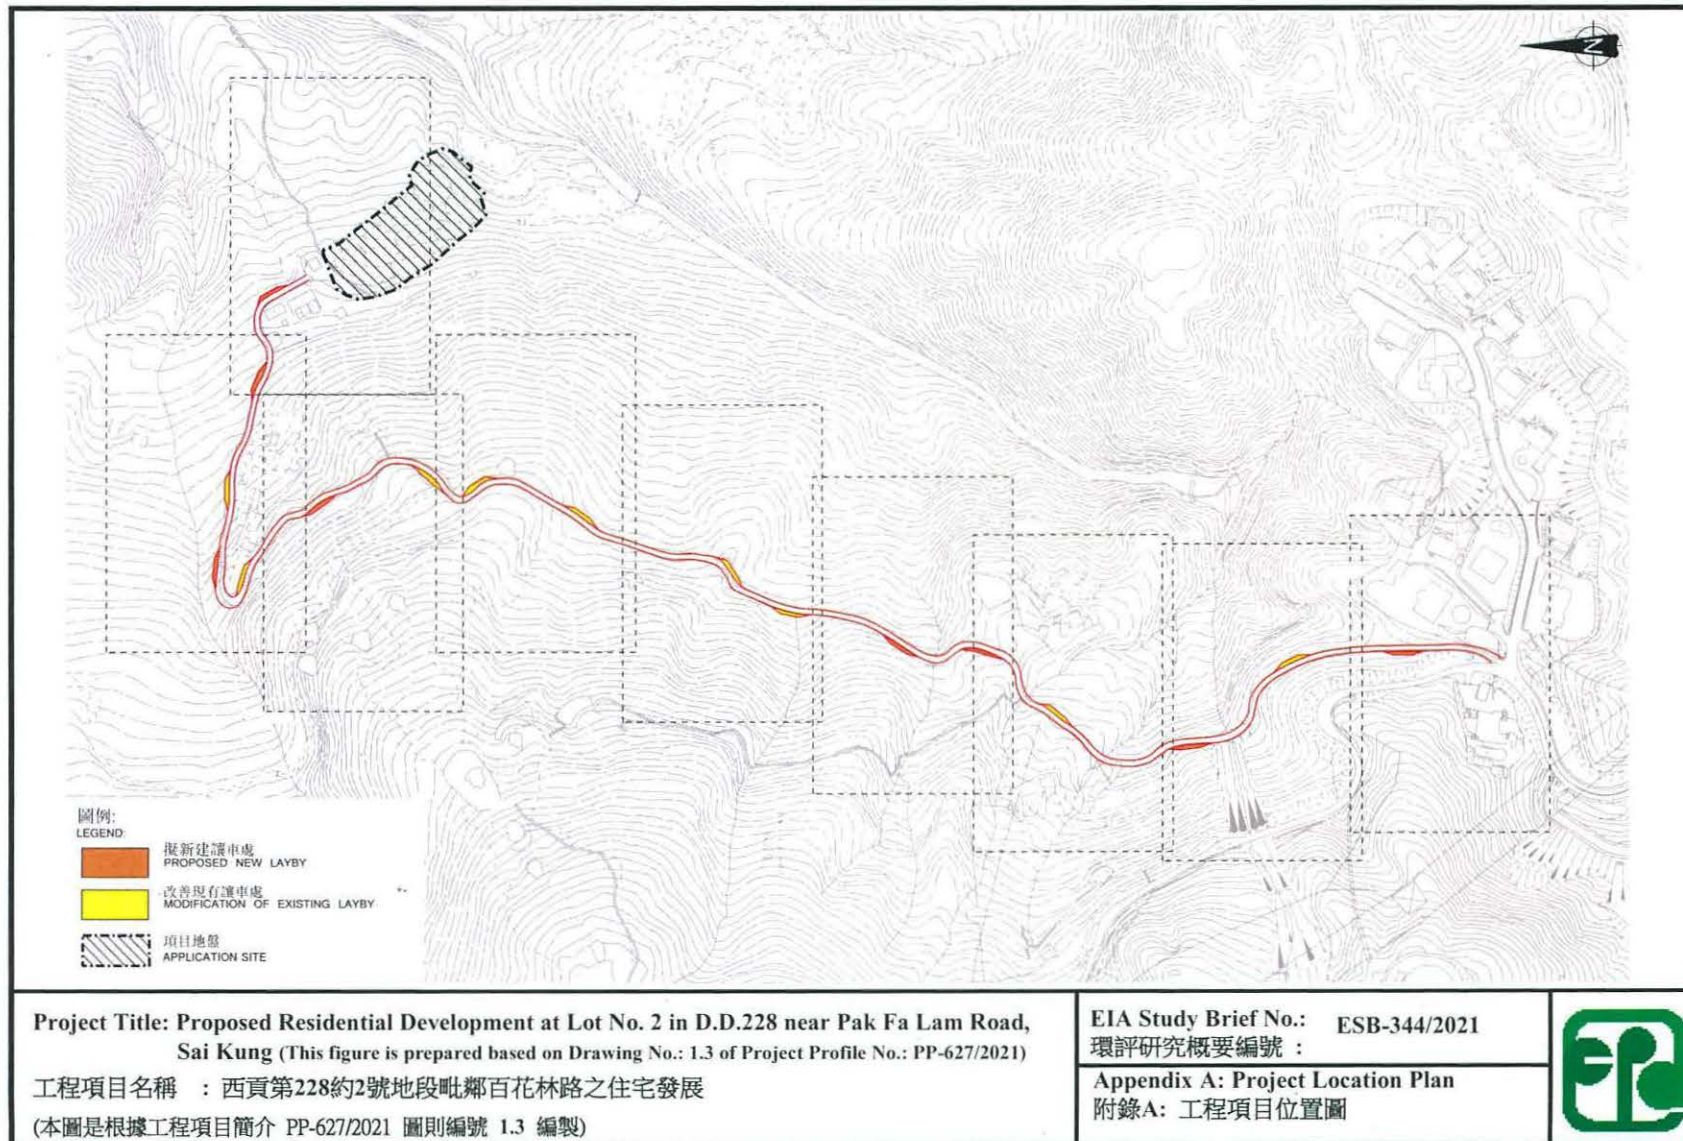 N
圖例:
LEGEND:
擬新建讓車處
PROPOSED NEW LAYBY
改善現有讓車處
MODIFICATION OF EXISTING LAYBY
項目地盤
APPLICATION SITE
Project Title: Proposed Residential Development at Lot No. 2 in D.D.228 near Pak Fa Lam Road,
Sai Kung (This figure is prepared based on Drawing No.: 1.3 of Project Profile No.: PP-627/2021)
工程項目名稱 : 西貢第228約2號地段毗鄰百花林路之住宅發展
(本圖是根據工程項目簡介 PP-627/2021 圖則編號 1.3 編製)
EIA Study Brief No.: ESB-344/2021
環評研究概要編號 :
Appendix A: Project Location Plan
附錄A: 工程項目位置圖